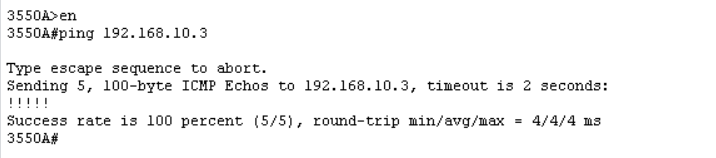 3550A>en
3550A#ping 192.168.10.3
Type escape sequence to abort.
Sending 5, 100-byte ICMP Echos to 192.168.10.3, timeout is 2 seconds:
!!!!!
Success rate is 100 percent (5/5), round-trip min/avg/max = 4/4/4 ms
3550A#